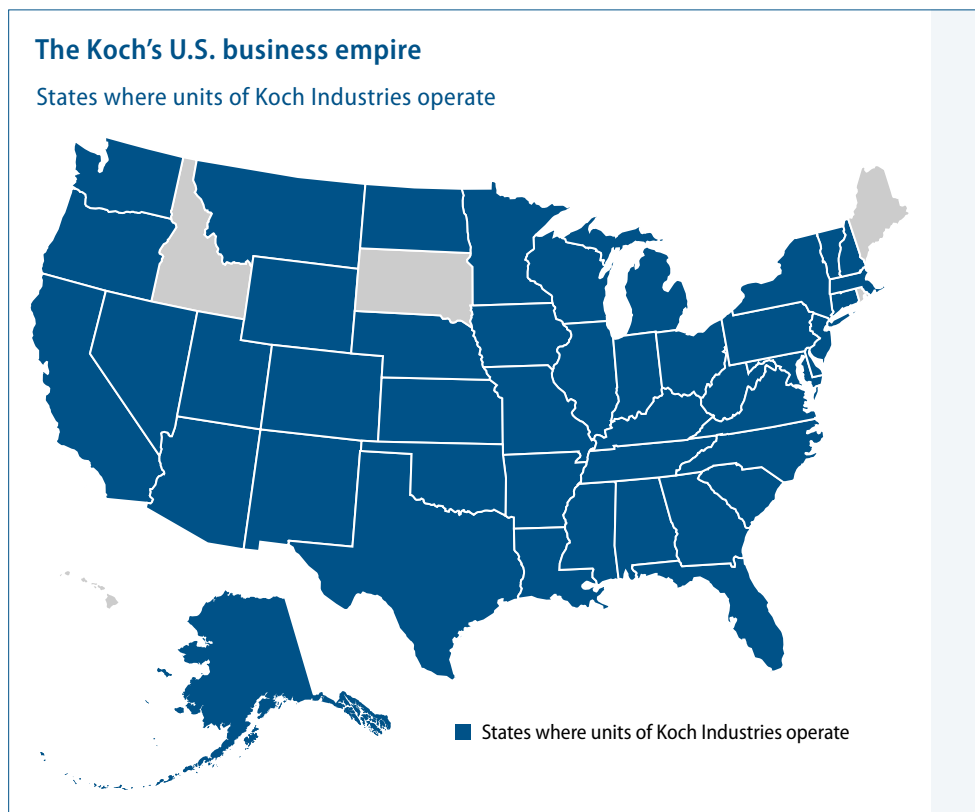 The Koch’s U.S. business empire
States where units of Koch Industries operate
States where units of Koch Industries operate